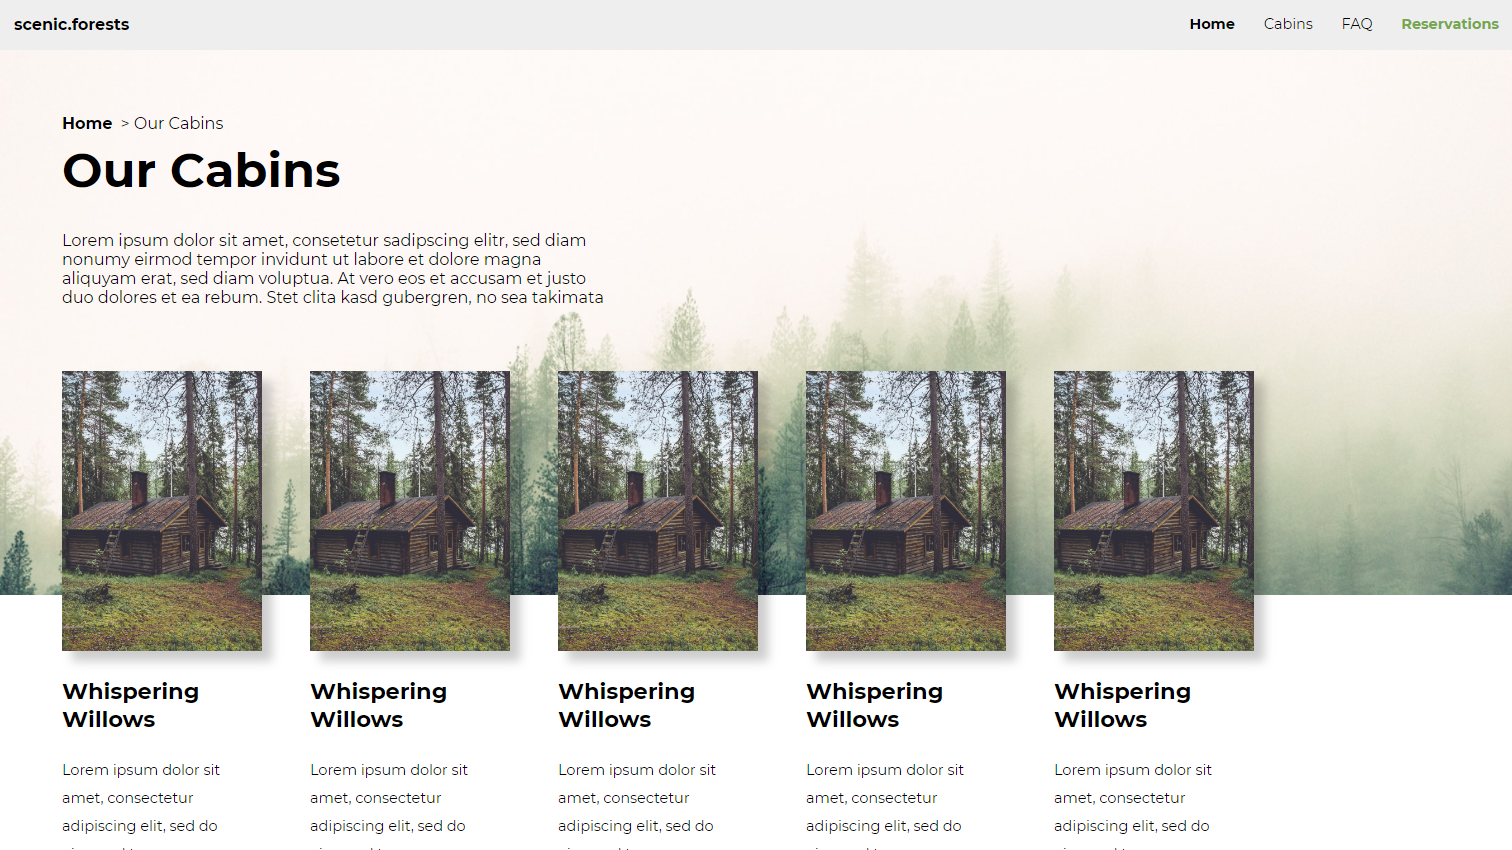 scenic.forests
Home Cabins FAQ Reservations
Home > Our Cabins
Our Cabins
Lorem ipsum dolor sit amet, consetetur sadipscing elitr, sed diam
nonumy eirmod tempor invidunt ut labore et dolore magna
aliquyam erat, sed diam voluptua. At vero eos et accusam et justo
duo dolores et ea rebum. Stet clita kasd gubergren, no sea takimata
Whispering
Willows
Lorem ipsum dolor sit
amet, consectetur
adipiscing elit, sed do
Whispering
Willows
Lorem ipsum dolor sit
amet, consectetur
adipiscing elit, sed do
Whispering
Willows
Lorem ipsum dolor sit
amet, consectetur
adipiscing elit, sed do
Whispering
Willows
Lorem ipsum dolor sit
amet, consectetur
adipiscing elit, sed do
Whispering
Willows
Lorem ipsum dolor sit
amet, consectetur
adipiscing elit, sed do